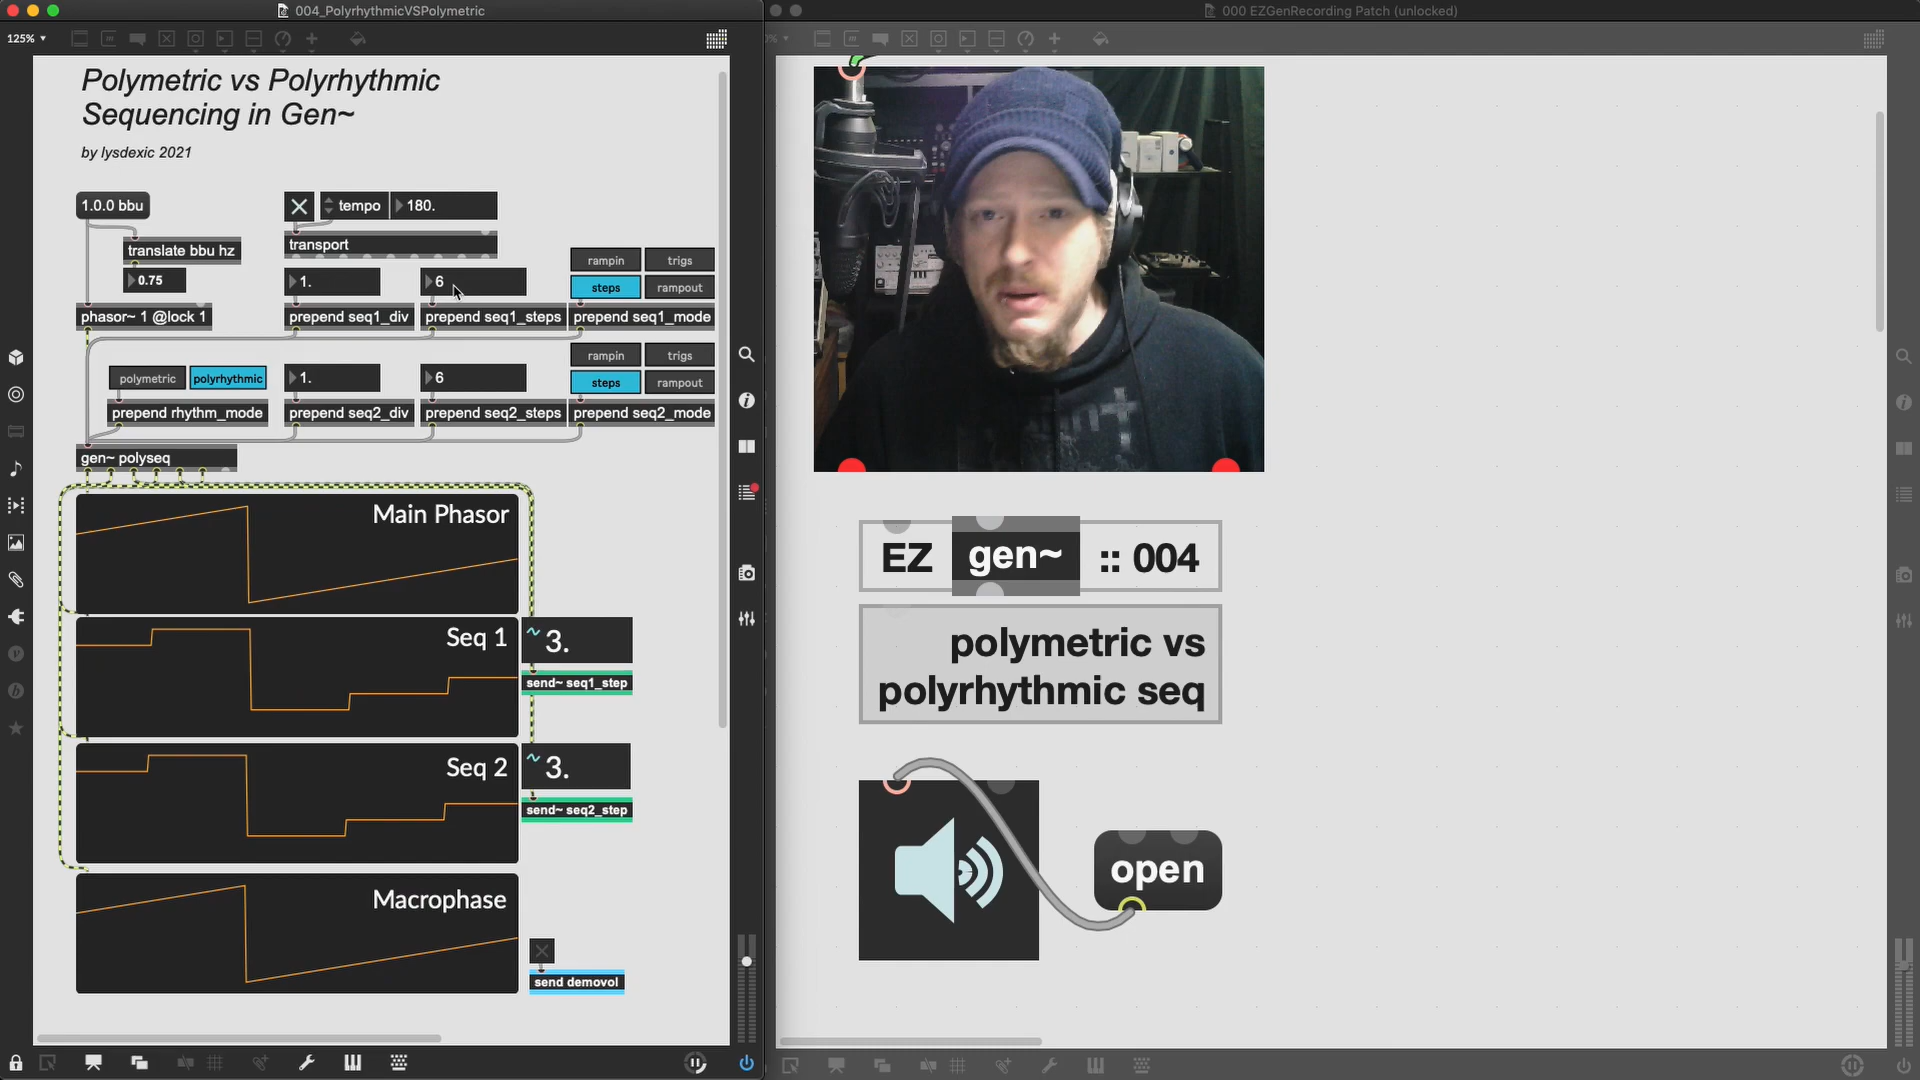 004_PolyrhythmicVSPolymetric
125%
Polymetric vs Polyrhythmic
Sequencing in Gen~
by lysdexic 2021
1.0.0 bbu
translate bbu hz
0.75
phasor~ 1 @lock 1
tempo
180.
transport
1.
6
rampin
trigs
steps
rampout
prepend seq1_div
prepend seq1_steps
prepend seq1_mode
polymetric
polyrhythmic
1.
6
rampin
trigs
steps
rampout
prepend rhythm_mode
prepend seq2_div
prepend seq2_steps
prepend seq2_mode
gen~ polyseq
Main Phasor
Seq 1
~ 3.
send~ seq1_step
Seq 2
~ 3.
send~ seq2_step
Macrophase
send demovol
000 EZGenRecording Patch (unlocked)
EZ gen~ :: 004
polymetric vs
polyrhythmic seq
open